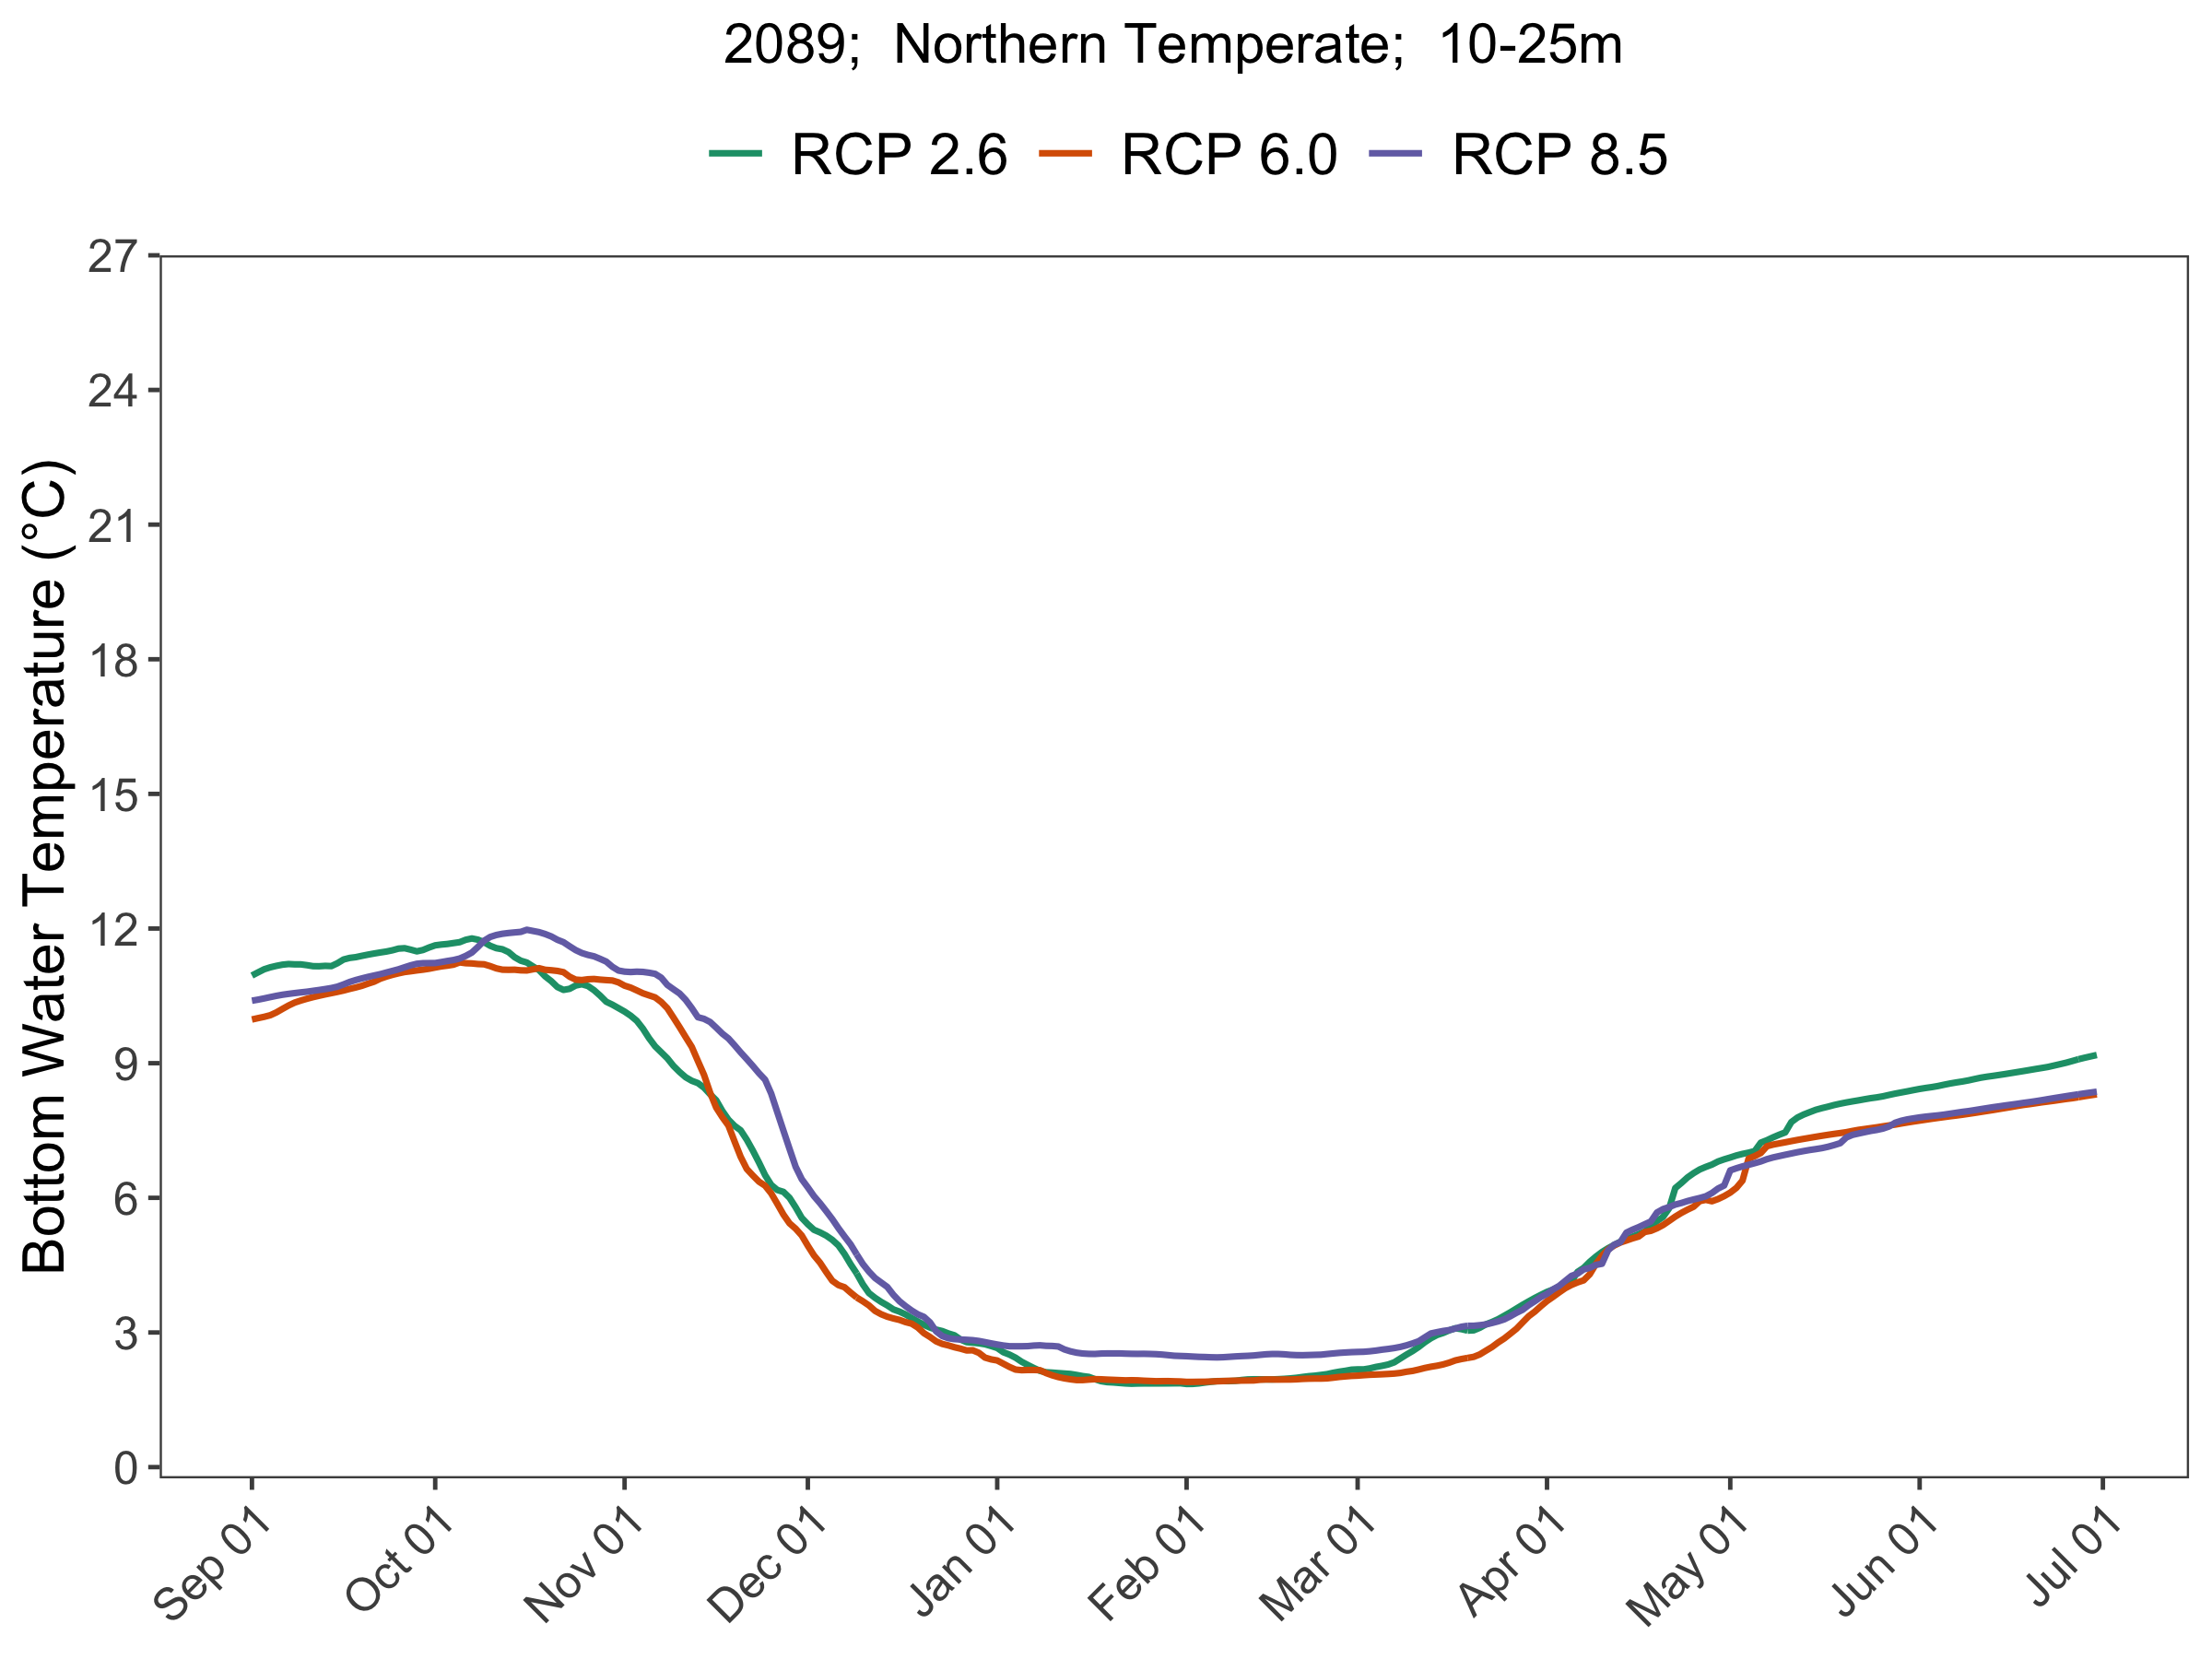 2089;  Northern Temperate;  10-25m
RCP 2.6 RCP 6.0 RCP 8.5
Bottom Water Temperature (°C)
27
24
21
18
15
12
9
6
3
0
Sep 01 Oct 01 Nov 01 Dec 01 Jan 01 Feb 01 Mar 01 Apr 01 May 01 Jun 01 Jul 01